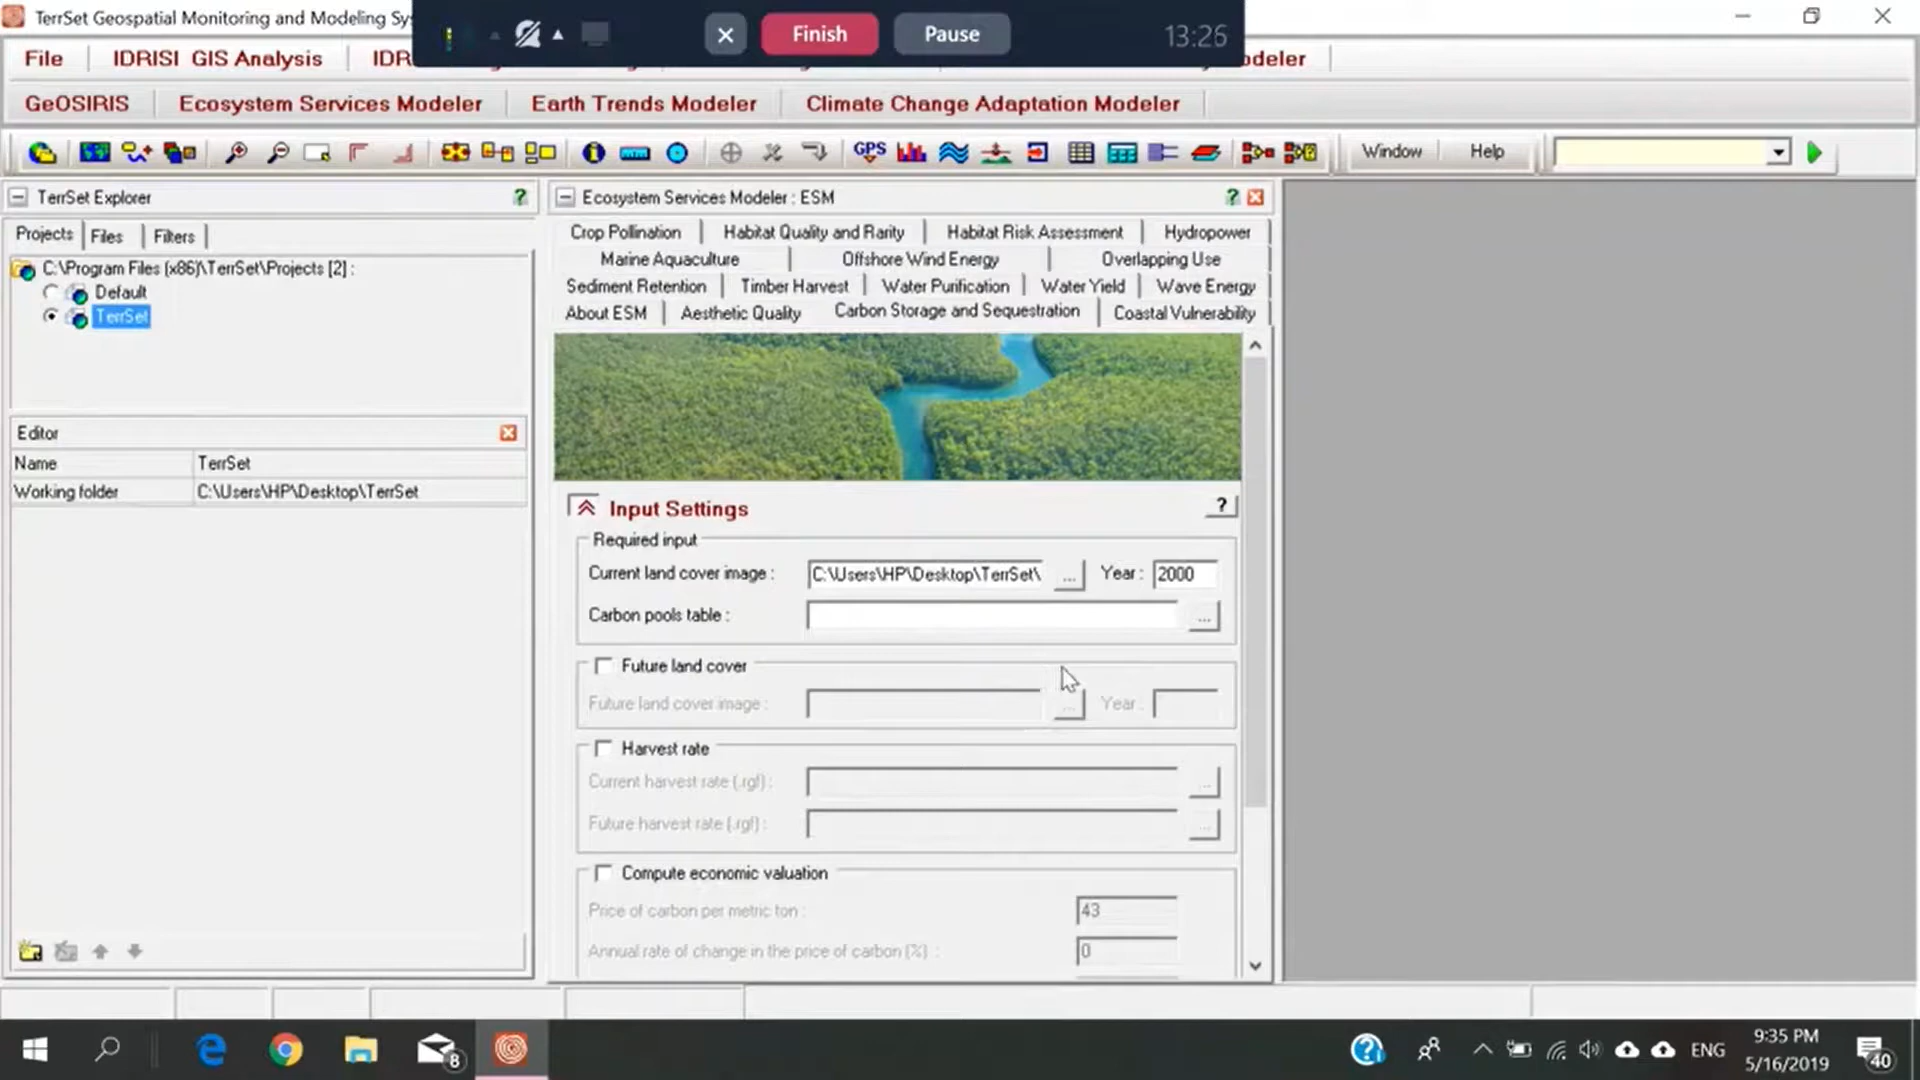 TerrSet Geospatial Monitoring and Modeling Sy
Finish
Pause
13:26
File
IDRISI GIS Analysis
IDR
odeler
GeOSIRIS
Ecosystem Services Modeler
Earth Trends Modeler
Climate Change Adaptation Modeler
GPS
Window
Help
TerrSet Explorer
?
Projects
Files
Filters
C:\Program Files (x86)\TerrSet\Projects [2] :
Default
TerrSet
Editor
Name
TerrSet
Working folder
C:\Users\HP\Desktop\TerrSet
Ecosystem Services Modeler : ESM
?
Crop Pollination
Habitat Quality and Rarity
Habitat Risk Assessment
Hydropower
Marine Aquaculture
Offshore Wind Energy
Overlapping Use
Sediment Retention
Timber Harvest
Water Purification
Water Yield
Wave Energy
About ESM
Aesthetic Quality
Carbon Storage and Sequestration
Coastal Vulnerability
Input Settings
?
Required input
Current land cover image :
C:\Users\HP\Desktop\TerrSet\
...
Year :
2000
Carbon pools table :
...
Future land cover
Future land cover image :
...
Year :
Harvest rate
Current harvest rate (.rgf) :
...
Future harvest rate (.rgf) :
...
Compute economic valuation
Price of carbon per metric ton :
43
Annual rate of change in the price of carbon (%) :
0
8
?
ENG
9:35 PM
5/16/2019
40